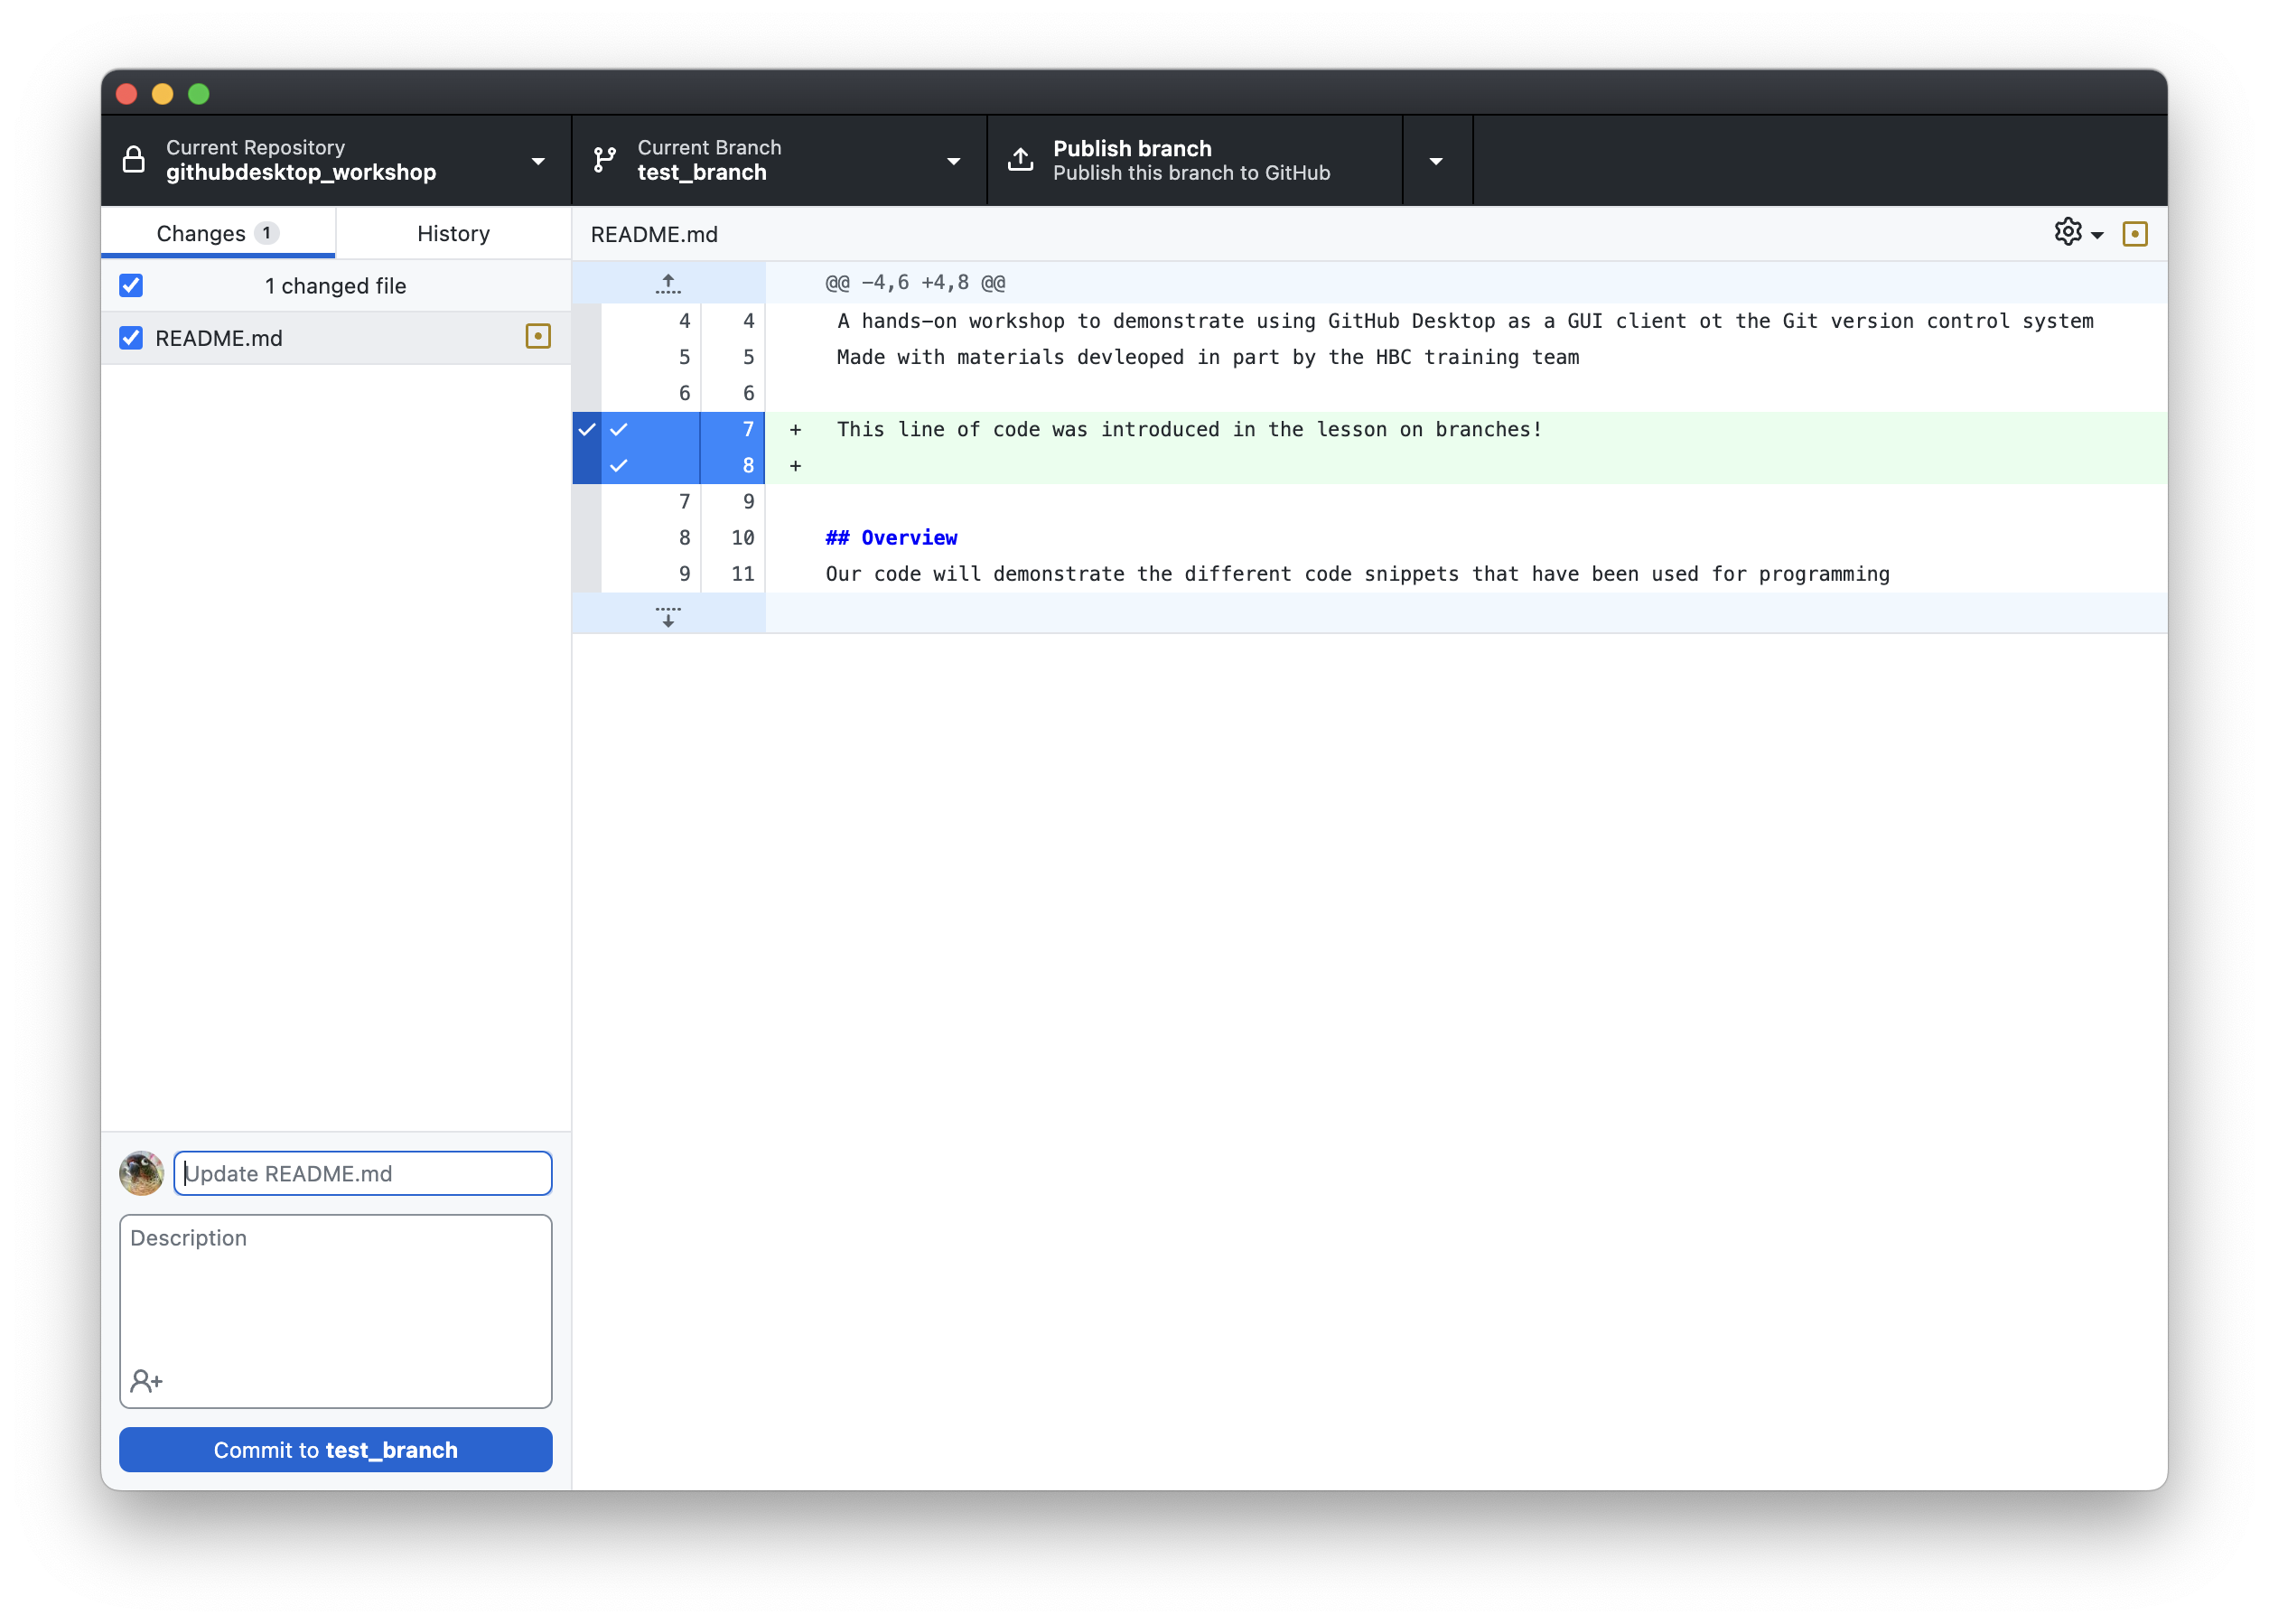 Current Repository
githubdesktop_workshop
Current Branch
test_branch
Publish branch
Publish this branch to GitHub
Changes 1
History
1 changed file
README.md
README.md
@@ -4,6 +4,8 @@
4 4 A hands-on workshop to demonstrate using GitHub Desktop as a GUI client ot the Git version control system
5 5 Made with materials devleoped in part by the HBC training team
6 6
7 + This line of code was introduced in the lesson on branches!
8 +
7 9
8 10 ## Overview
9 11 Our code will demonstrate the different code snippets that have been used for programming
Update README.md
Description
Commit to test_branch